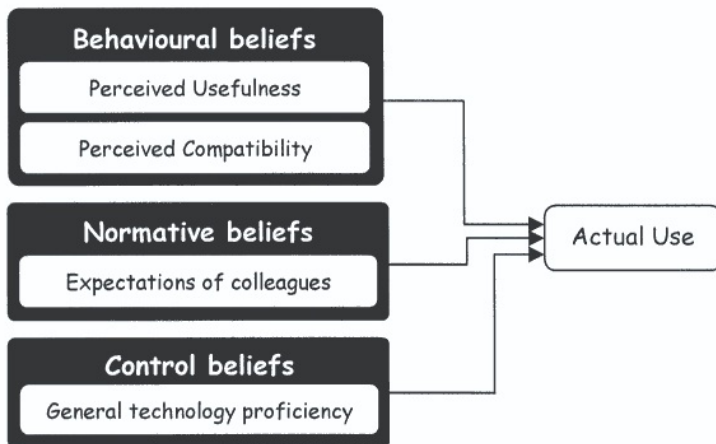 Behavioural beliefs
Perceived Usefulness
Perceived Compatibility
Normative beliefs
Expectations of colleagues
Control beliefs
General technology proficiency
Actual Use